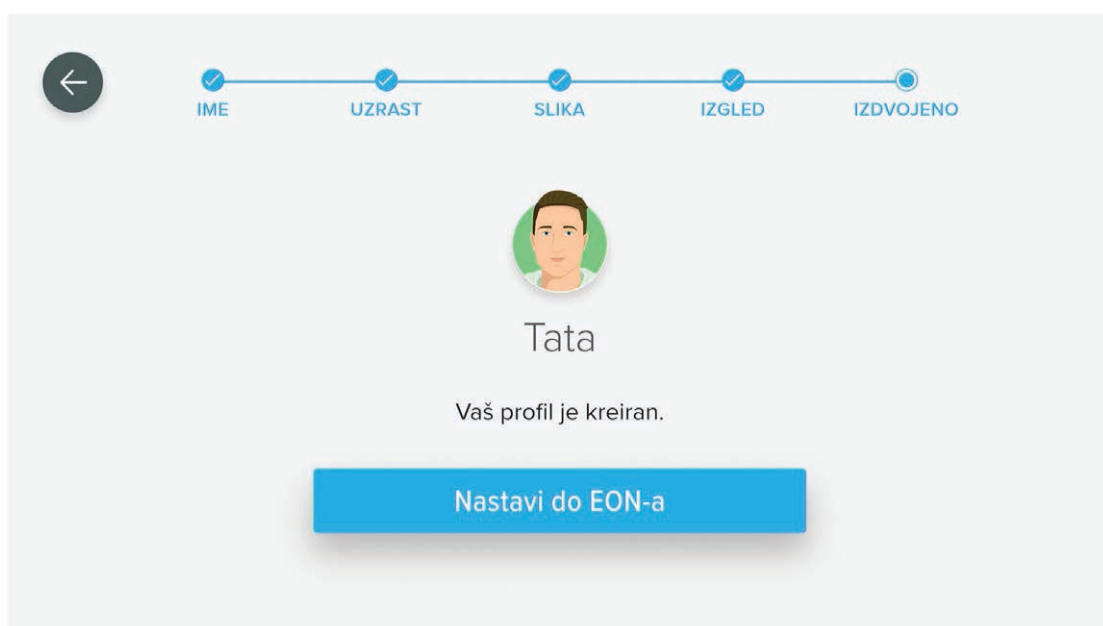 IME
UZRAST
SLIKA
IZGLED
IZDVOJENO
Tata
Vaš profil je kreiran.
Nastavi do EON-a